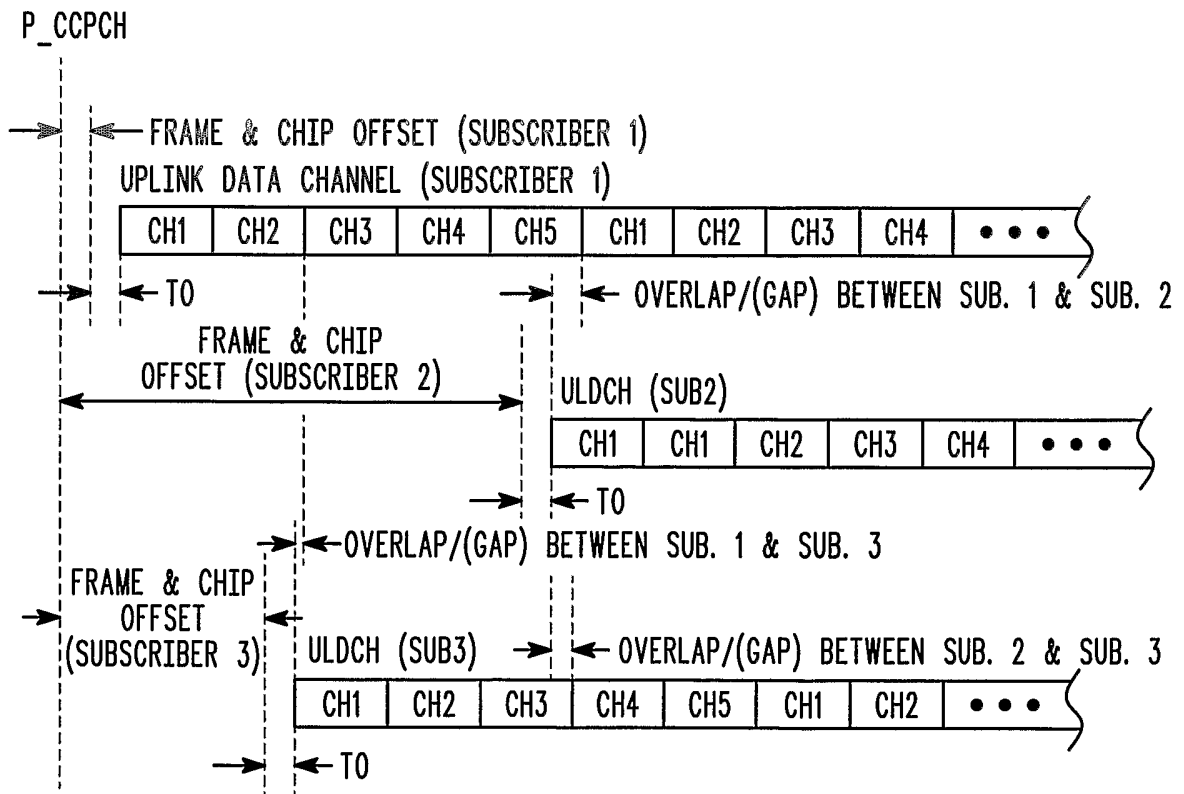 P_CCPCH
FRAME & CHIP OFFSET (SUBSCRIBER 1)
UPLINK DATA CHANNEL (SUBSCRIBER 1)
CH1 CH2 CH3 CH4 CH5 CH1 CH2 CH3 CH4 •••
TO
OVERLAP/(GAP) BETWEEN SUB. 1 & SUB. 2
FRAME & CHIP
OFFSET (SUBSCRIBER 2)
ULDCH (SUB2)
CH1 CH1 CH2 CH3 CH4 •••
TO
OVERLAP/(GAP) BETWEEN SUB. 1 & SUB. 3
FRAME & CHIP
OFFSET
(SUBSCRIBER 3)
ULDCH (SUB3)
OVERLAP/(GAP) BETWEEN SUB. 2 & SUB. 3
CH1 CH2 CH3 CH4 CH5 CH1 CH2 •••
TO